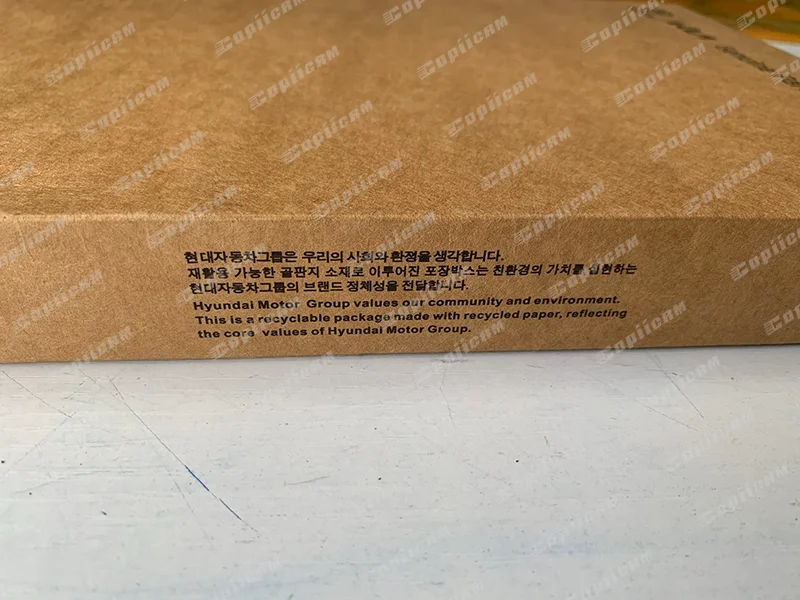 현대자동차그룹은 우리의 사회와 환경을 생각합니다.
재활용 가능한 골판지 소재로 이투어진 포장박스는 친환경의 가치를 실현하는
현대자동차그룹의 브랜드 정체성을 전달합니다.
Hyundai Motor Group values our community and environment.
This is a recyclable package made with recycled paper, reflecting
the core values of Hyundai Motor Group.